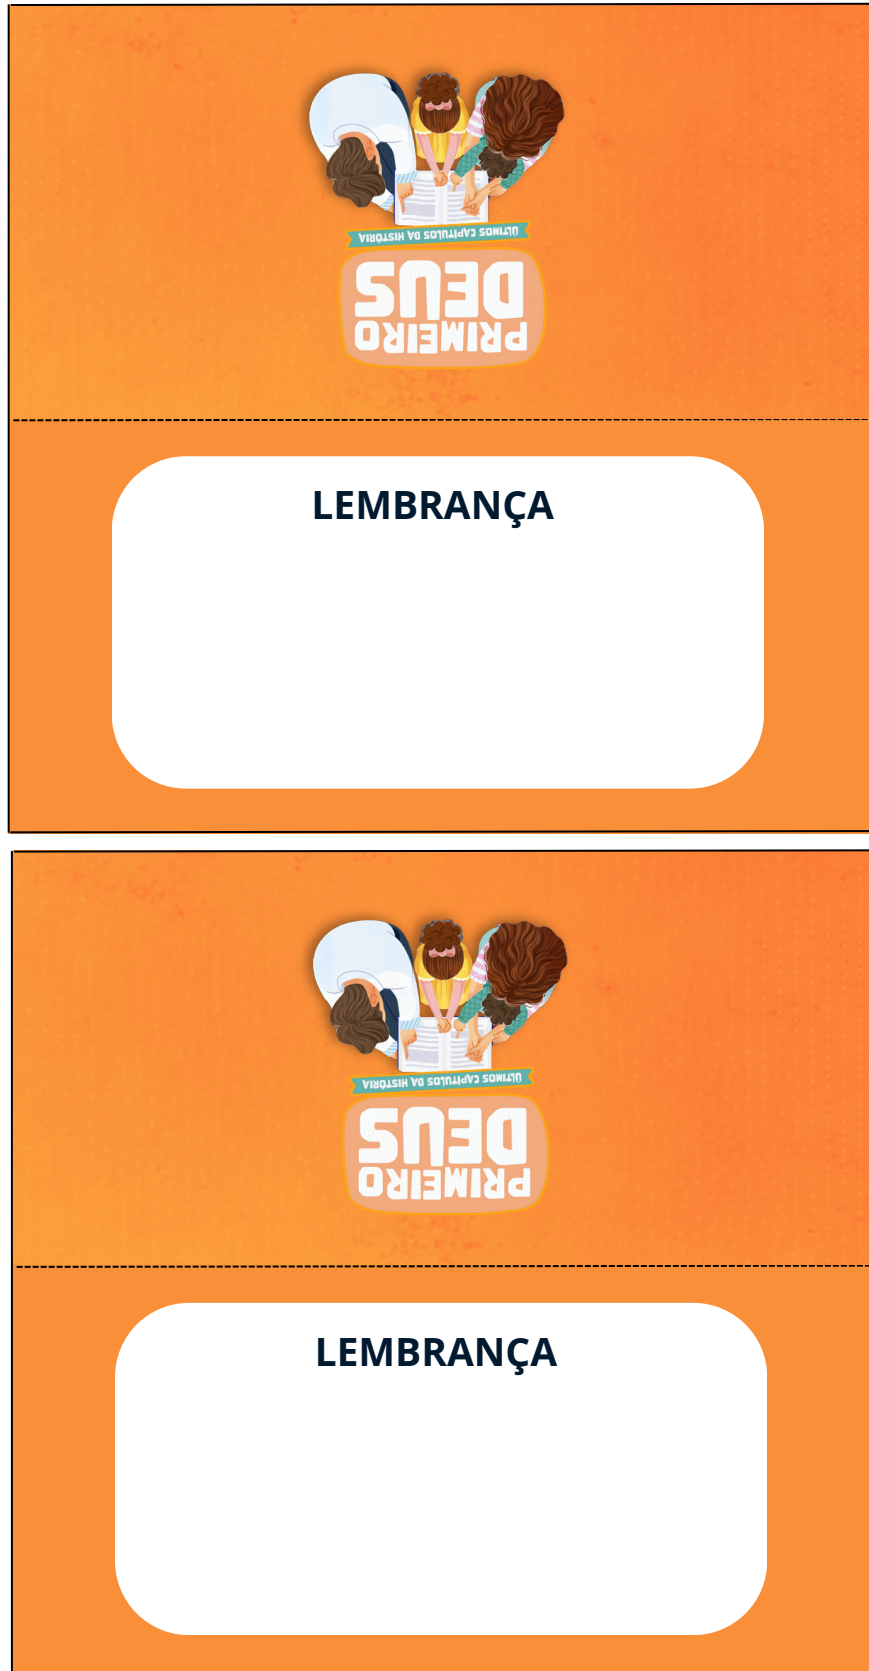 ÚLTIMOS CAPÍTULOS DA HISTÓRIA
PRIMEIRO
DEUS
LEMBRANÇA
ÚLTIMOS CAPÍTULOS DA HISTÓRIA
PRIMEIRO
DEUS
LEMBRANÇA